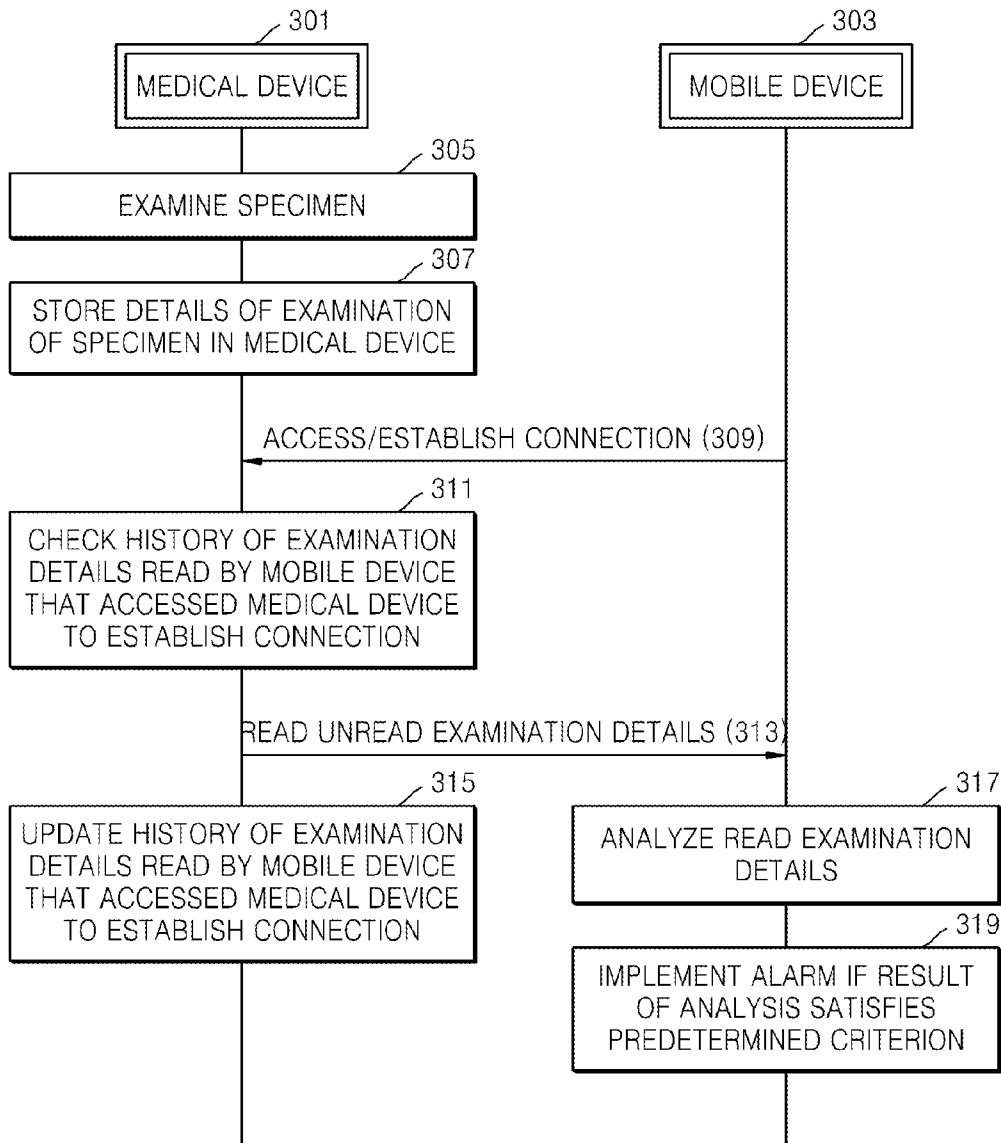 301
303
MEDICAL DEVICE
MOBILE DEVICE
305
EXAMINE SPECIMEN
307
STORE DETAILS OF EXAMINATION
OF SPECIMEN IN MEDICAL DEVICE
ACCESS/ESTABLISH CONNECTION (309)
311
CHECK HISTORY OF EXAMINATION
DETAILS READ BY MOBILE DEVICE
THAT ACCESSED MEDICAL DEVICE
TO ESTABLISH CONNECTION
READ UNREAD EXAMINATION DETAILS (313)
315
UPDATE HISTORY OF EXAMINATION
DETAILS READ BY MOBILE DEVICE
THAT ACCESSED MEDICAL DEVICE
TO ESTABLISH CONNECTION
317
ANALYZE READ EXAMINATION
DETAILS
319
IMPLEMENT ALARM IF RESULT
OF ANALYSIS SATISFIES
PREDETERMINED CRITERION